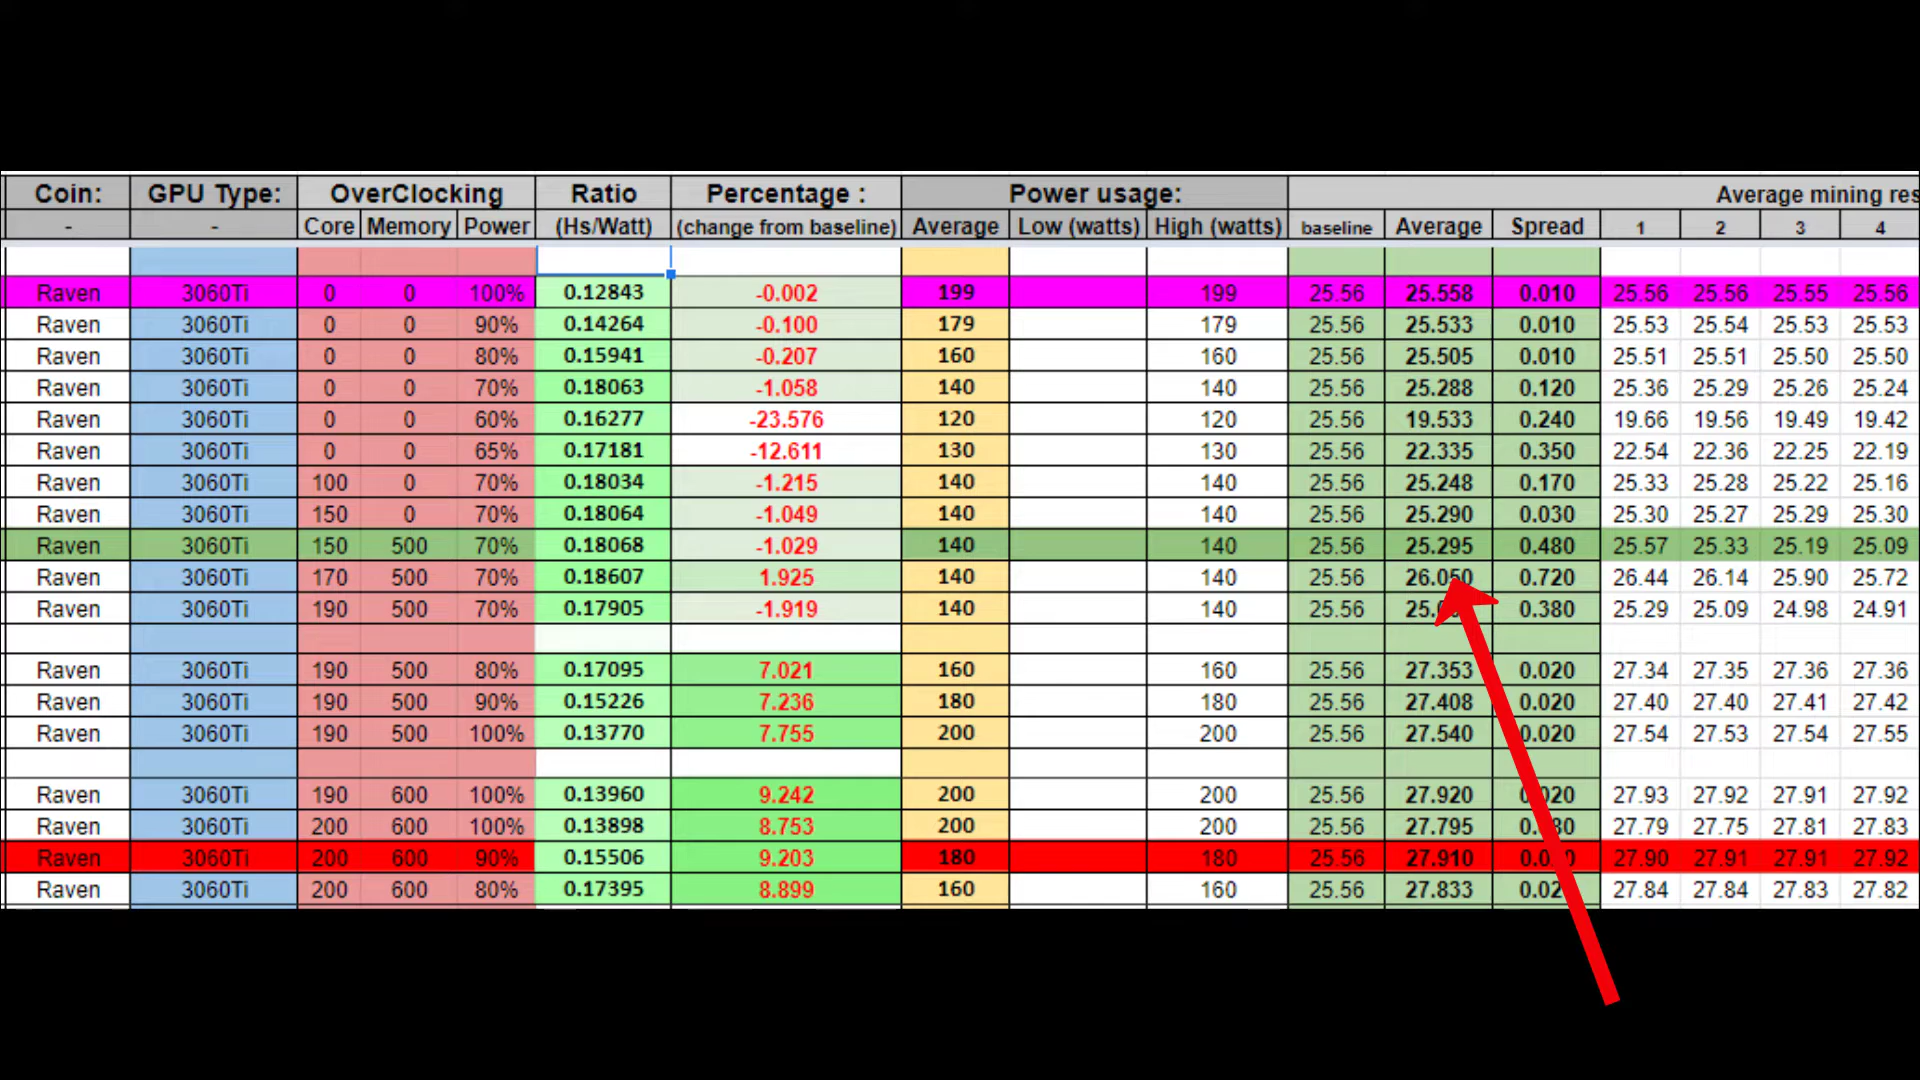 Coin: GPU Type: OverClocking Ratio Percentage : Power usage: Average mining res
- - Core Memory Power (Hs/Watt) (change from baseline) Average Low (watts) High (watts) baseline Average Spread 1 2 3 4
Raven 3060Ti 0 0 100% 0.12843 -0.002 199 199 25.56 25.558 0.010 25.56 25.56 25.55 25.56
Raven 3060Ti 0 0 90% 0.14264 -0.100 179 179 25.56 25.533 0.010 25.53 25.54 25.53 25.53
Raven 3060Ti 0 0 80% 0.15941 -0.207 160 160 25.56 25.505 0.010 25.51 25.51 25.50 25.50
Raven 3060Ti 0 0 70% 0.18063 -1.058 140 140 25.56 25.288 0.120 25.36 25.29 25.26 25.24
Raven 3060Ti 0 0 60% 0.16277 -23.576 120 120 25.56 19.533 0.240 19.66 19.56 19.49 19.42
Raven 3060Ti 0 0 65% 0.17181 -12.611 130 130 25.56 22.335 0.350 22.54 22.36 22.25 22.19
Raven 3060Ti 100 0 70% 0.18034 -1.215 140 140 25.56 25.248 0.170 25.33 25.28 25.22 25.16
Raven 3060Ti 150 0 70% 0.18064 -1.049 140 140 25.56 25.290 0.030 25.30 25.27 25.29 25.30
Raven 3060Ti 150 500 70% 0.18068 -1.029 140 140 25.56 25.295 0.480 25.57 25.33 25.19 25.09
Raven 3060Ti 170 500 70% 0.18607 1.925 140 140 25.56 26.050 0.720 26.44 26.14 25.90 25.72
Raven 3060Ti 190 500 70% 0.17905 -1.919 140 140 25.56 0.380 25.29 25.09 24.98 24.91
Raven 3060Ti 190 500 80% 0.17095 7.021 160 160 25.56 27.353 0.020 27.34 27.35 27.36 27.36
Raven 3060Ti 190 500 90% 0.15226 7.236 180 180 25.56 27.408 0.020 27.40 27.40 27.41 27.42
Raven 3060Ti 190 500 100% 0.13770 7.755 200 200 25.56 27.540 0.020 27.54 27.53 27.54 27.55
Raven 3060Ti 190 600 100% 0.13960 9.242 200 200 25.56 27.920 0.020 27.93 27.92 27.91 27.92
Raven 3060Ti 200 600 100% 0.13898 8.753 200 200 25.56 27.795 27.79 27.75 27.81 27.83
Raven 3060Ti 200 600 90% 0.15506 9.203 180 180 25.56 27.910 27.90 27.91 27.91 27.92
Raven 3060Ti 200 600 80% 0.17395 8.899 160 160 25.56 27.833 27.84 27.84 27.83 27.82